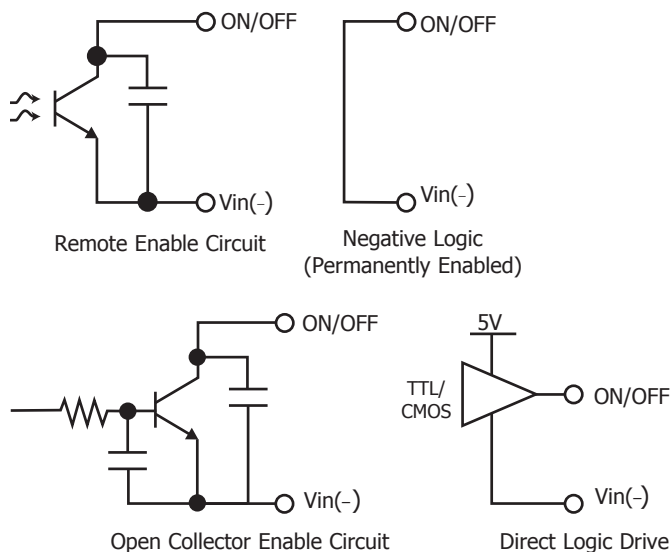 ON/OFF
Vin(–)
Remote Enable Circuit
ON/OFF
Vin(–)
Negative Logic
(Permanently Enabled)
ON/OFF
Vin(–)
Open Collector Enable Circuit
5V
TTL/
CMOS
ON/OFF
Vin(–)
Direct Logic Drive